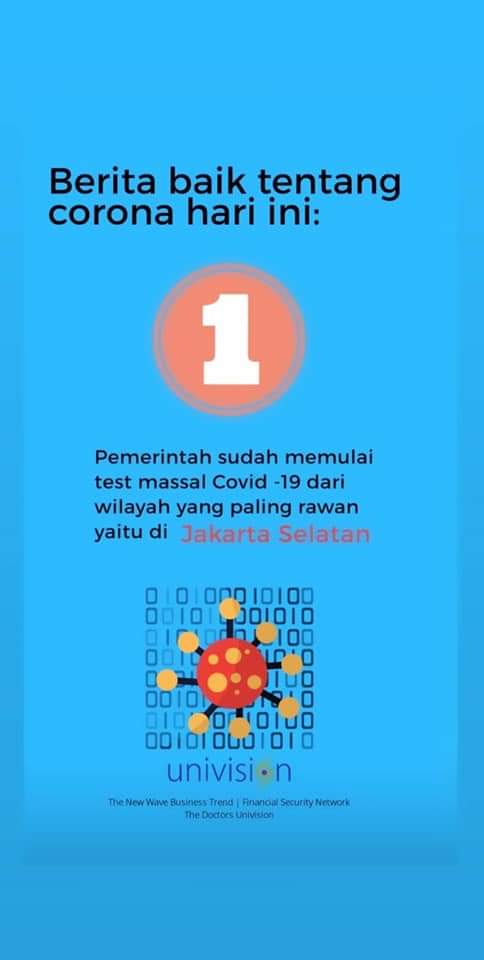 Berita baik tentang
corona hari ini:
1
Pemerintah sudah memulai
test massal Covid -19 dari
wilayah yang paling rawan
yaitu di Jakarta Selatan
univision
The New Wave Business Trend | Financial Security Network
The Doctors Univision